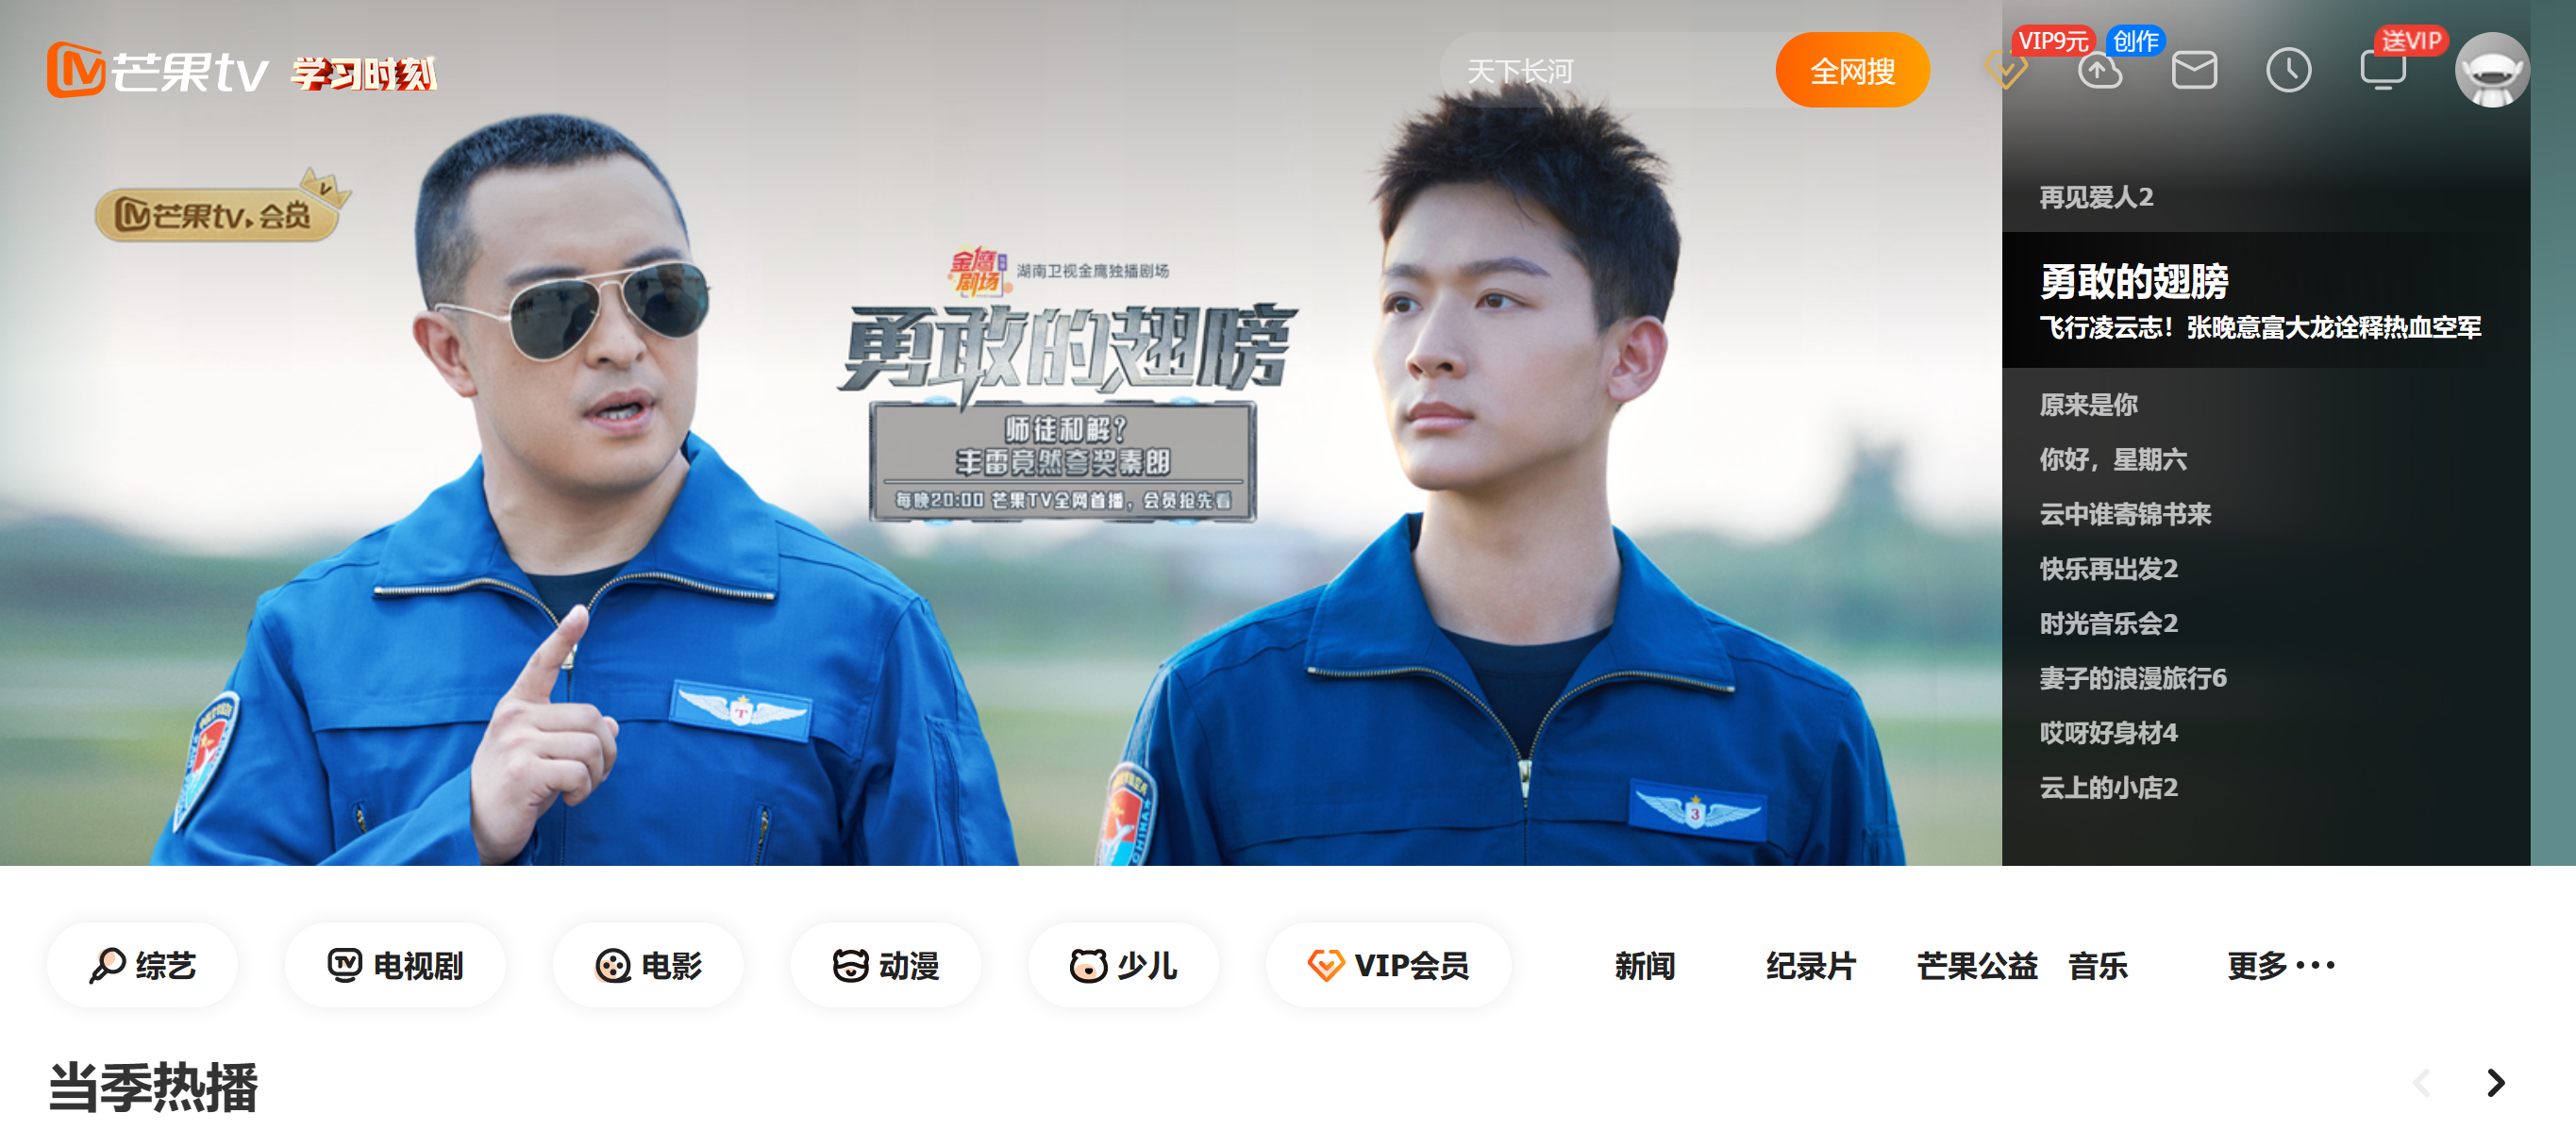 芒果tv 学习时刻
天下长河
全网搜
VIP9元
创作
送VIP
芒果tv 会员
金鹰剧场 湖南卫视金鹰独播剧场
勇敢的翅膀
师徒和解?
丰雷竟然夸奖秦朗
每晚20:00 芒果TV全网首播，会员抢先看
T
3
CHINA
再见爱人2
勇敢的翅膀
飞行凌云志！张晚意富大龙诠释热血空军
原来是你
你好，星期六
云中谁寄锦书来
快乐再出发2
时光音乐会2
妻子的浪漫旅行6
哎呀好身材4
云上的小店2
综艺
TV 电视剧
电影
动漫
少儿
VIP会员
新闻
纪录片
芒果公益
音乐
更多
当季热播